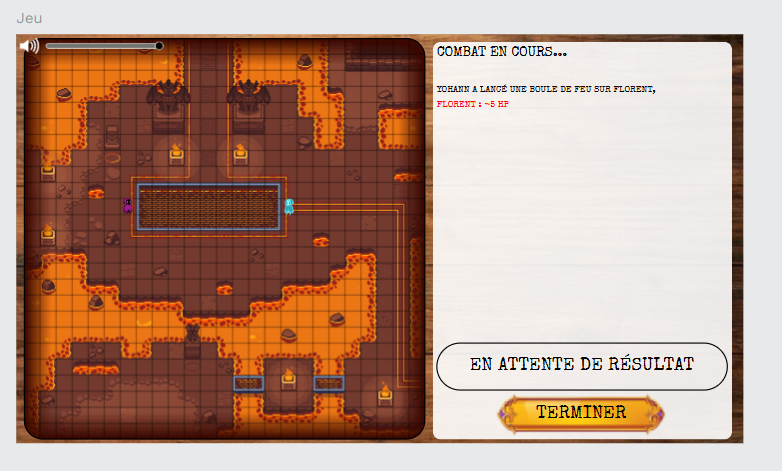 Jeu
COMBAT EN COURS...
YOHANN A LANCÉ UNE BOULE DE FEU SUR FLORENT,
FLORENT : -5 HP
EN ATTENTE DE RÉSULTAT
TERMINER